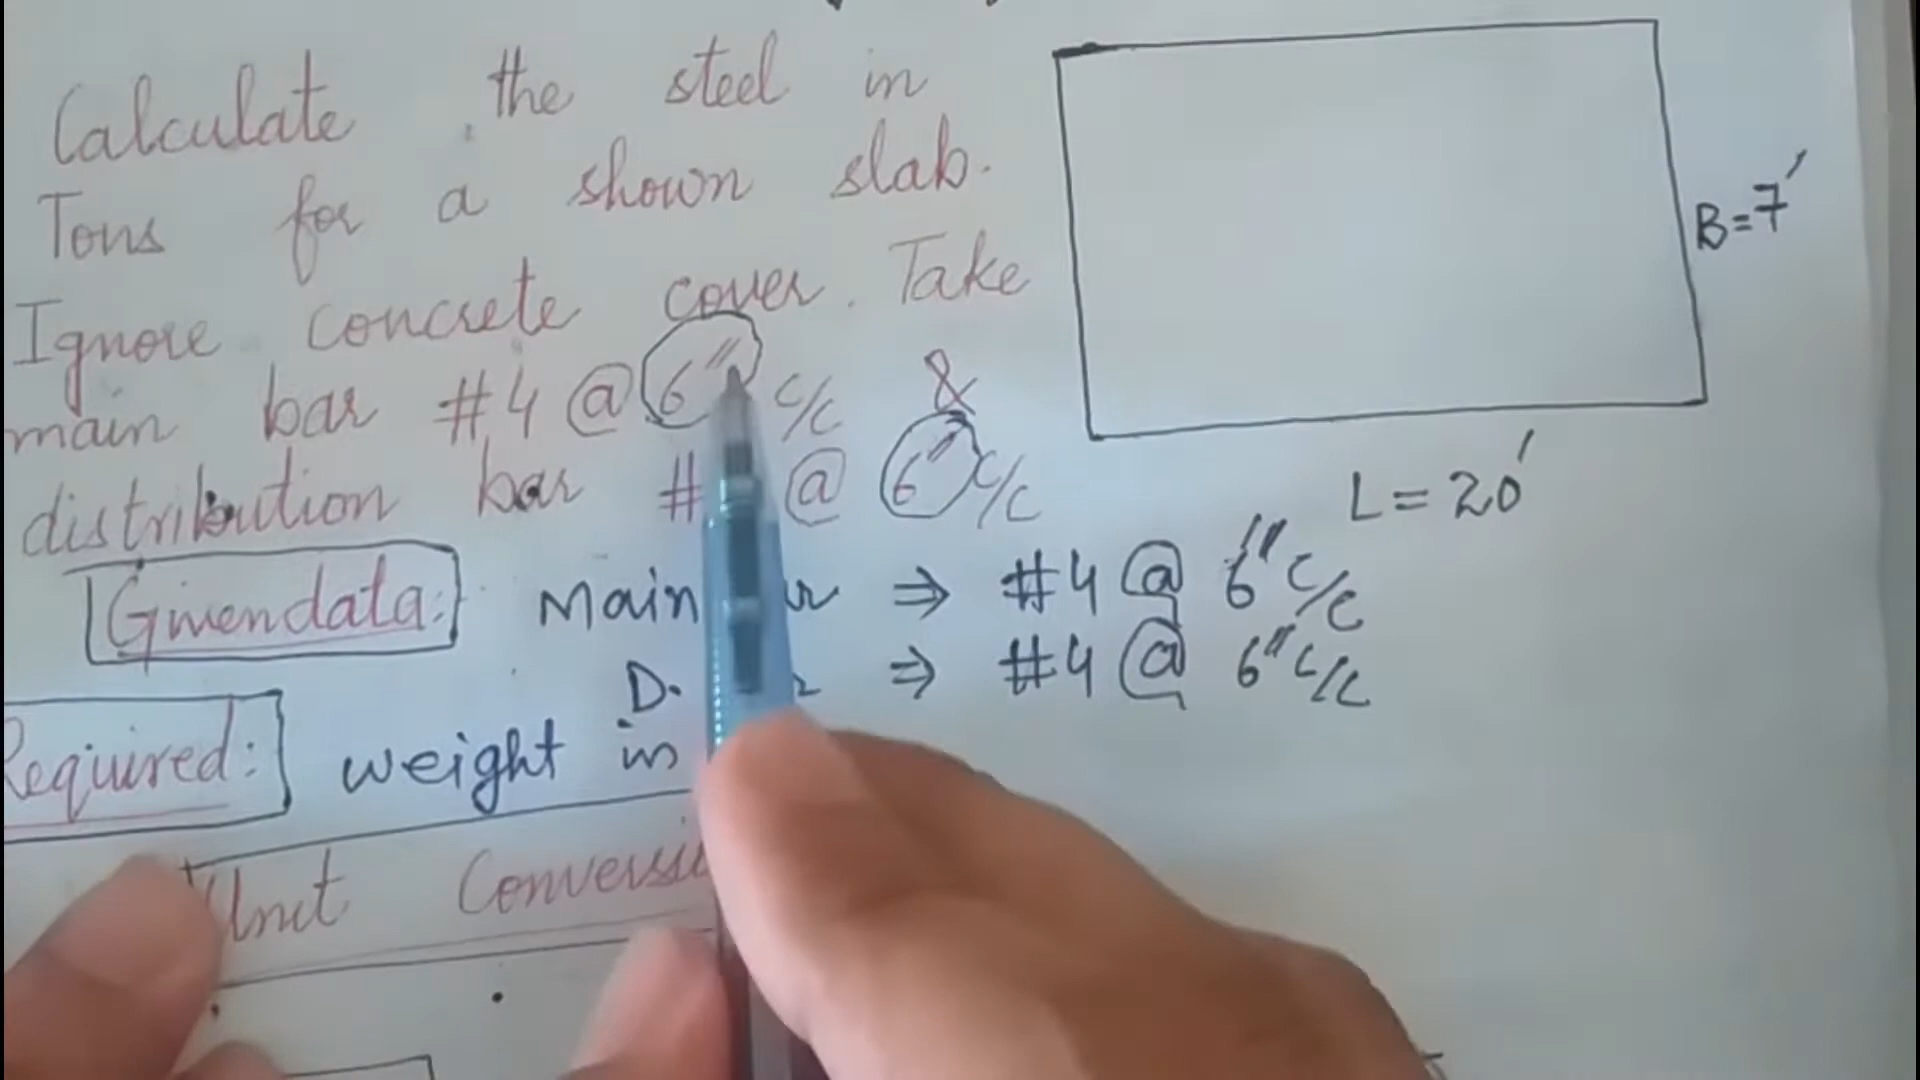 Calculate the steel in
Tons for a shown slab.
Ignore concrete cover. Take
main bar #4 @ 6" c/c &
distribution bar # @ 6" c/c
B=7'
L = 20'
Given data: Main ⇒ #4 @ 6" c/c
D. ⇒ #4 @ 6" c/c
Required: weight in
Unit